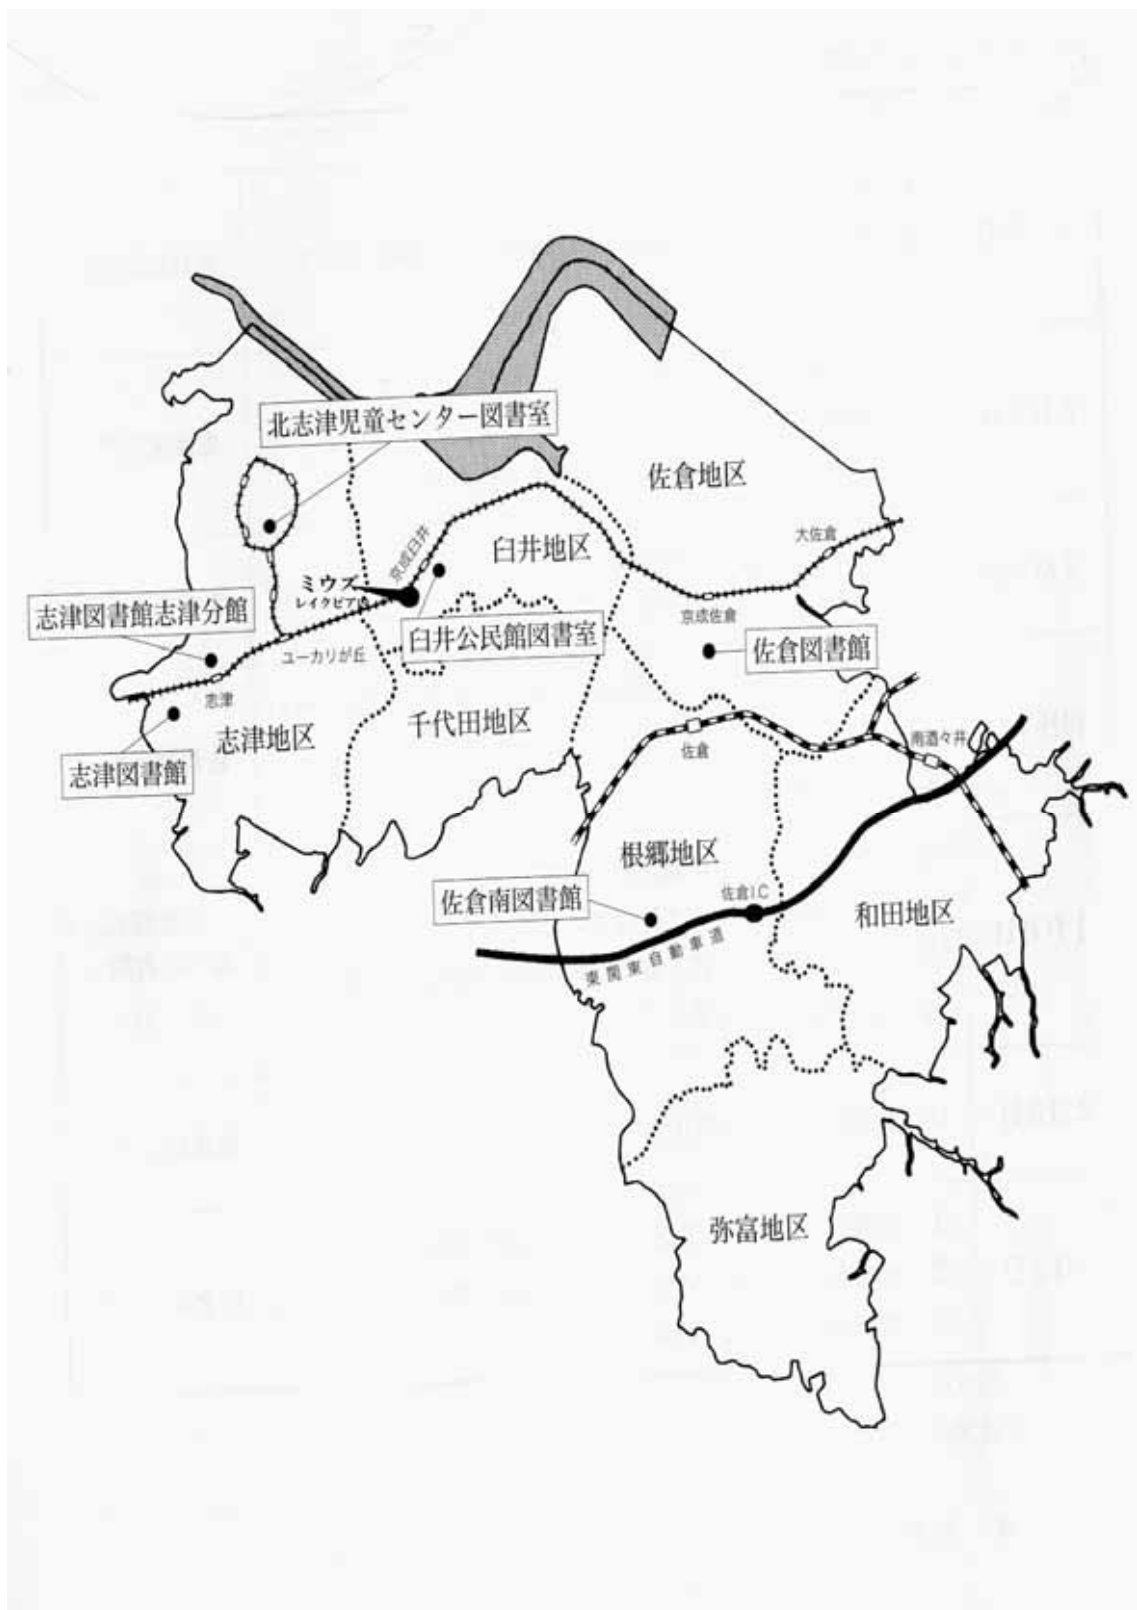 北志津児童センター図書室
佐倉地区
大佐倉
臼井地区
京成臼井
ミウズ
レイクピア臼井
志津図書館志津分館
京成佐倉
臼井公民館図書室
佐倉図書館
ユーカリが丘
志津
志津地区
千代田地区
佐倉
南酒々井
志津図書館
根郷地区
佐倉南図書館
佐倉IC
和田地区
東関東自動車道
弥富地区